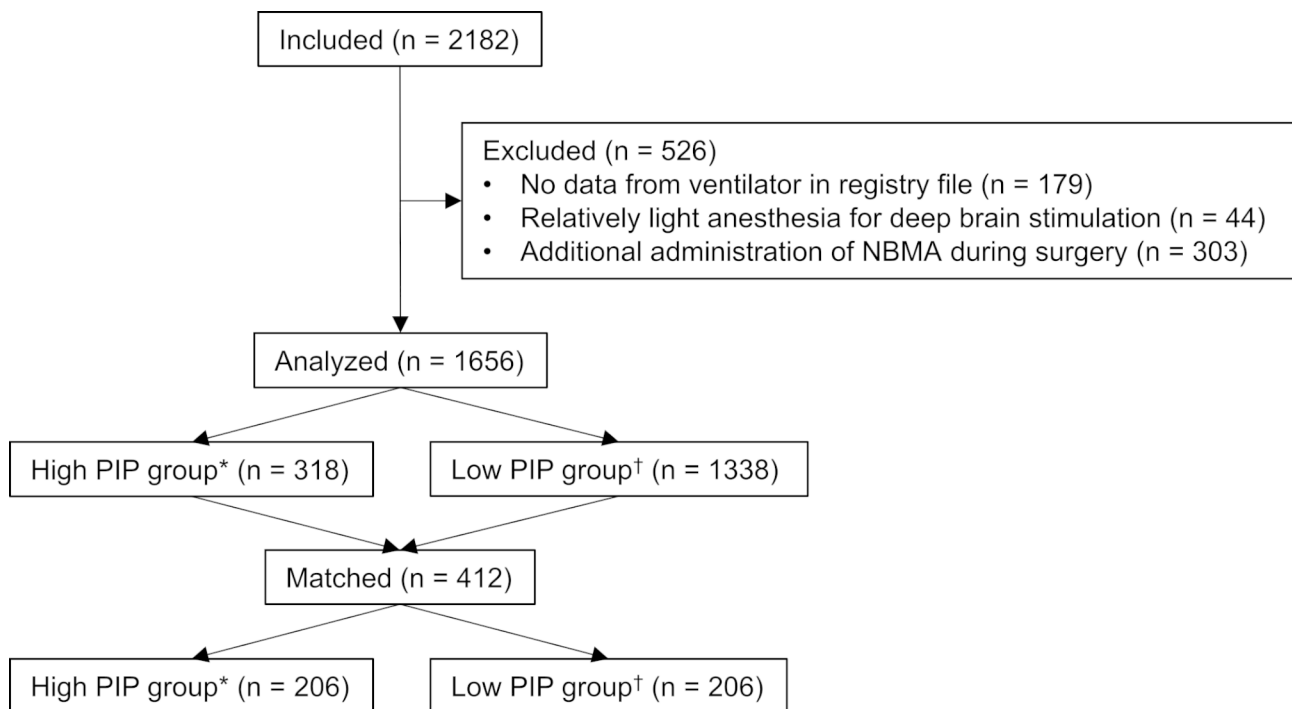 Included (n = 2182)
Excluded (n = 526)
• No data from ventilator in registry file (n = 179)
• Relatively light anesthesia for deep brain stimulation (n = 44)
• Additional administration of NBMA during surgery (n = 303)
Analyzed (n = 1656)
High PIP group* (n = 318)
Low PIP group† (n = 1338)
Matched (n = 412)
High PIP group* (n = 206)
Low PIP group† (n = 206)